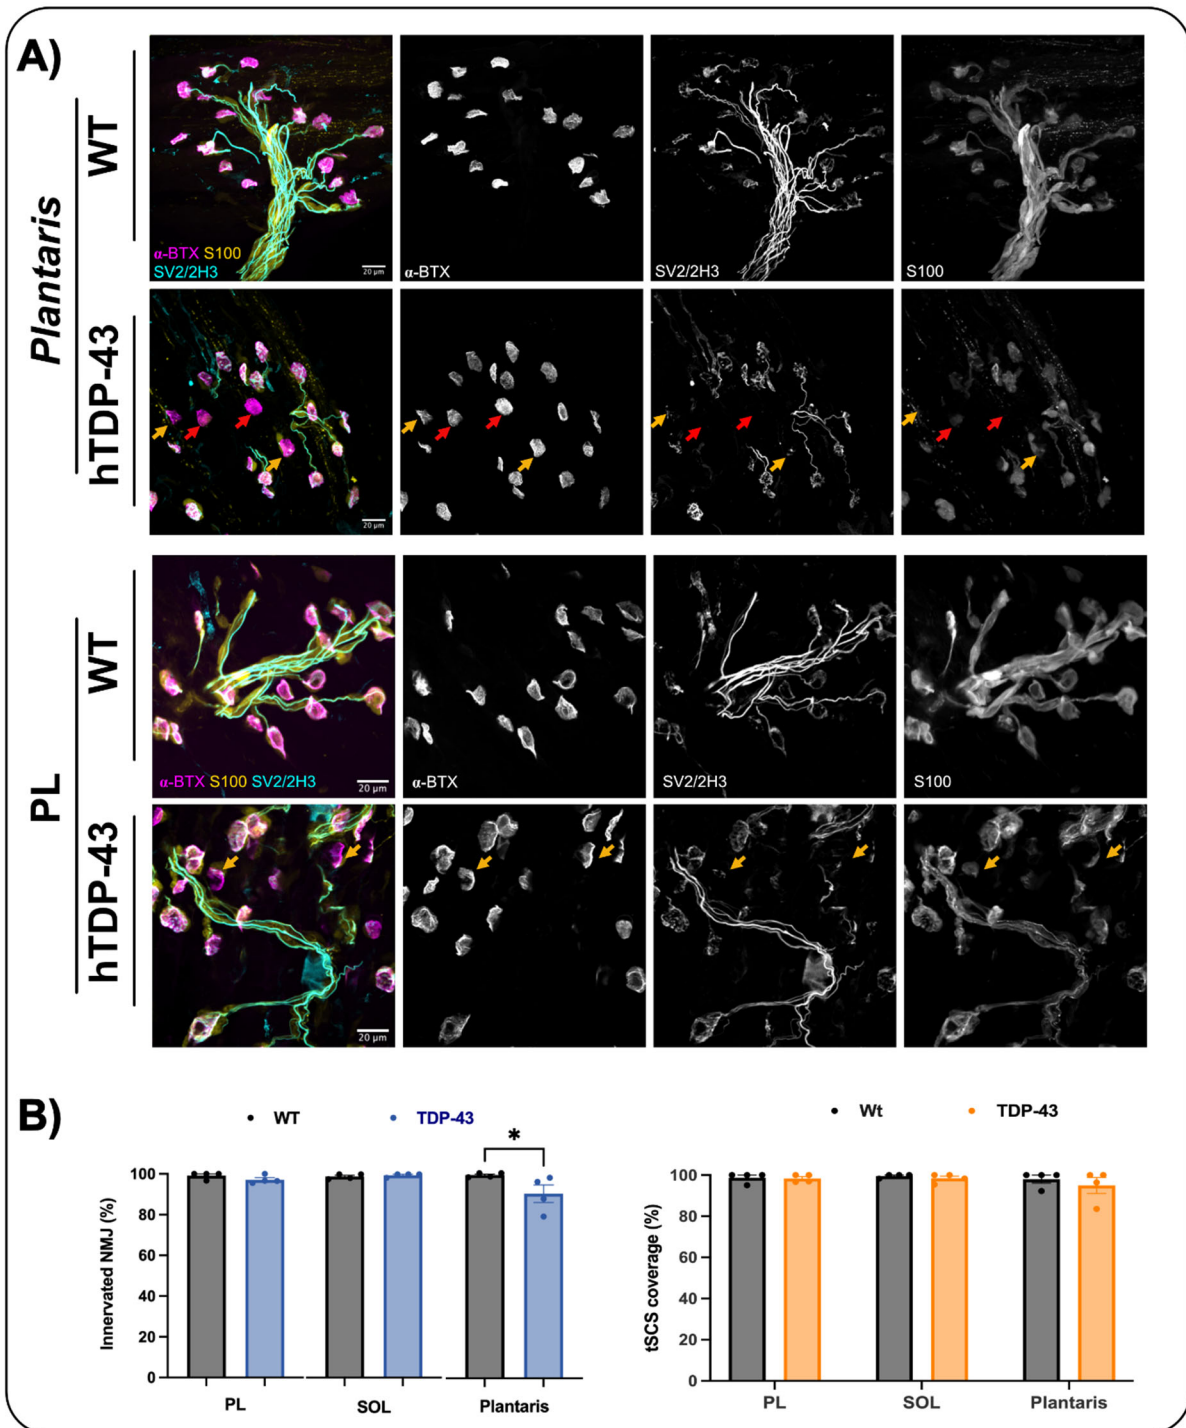 A)
Plantaris
WT
α-BTX S100
SV2/2H3
20 µm
α-BTX
SV2/2H3
S100
hTDP-43
20 µm
PL
WT
α-BTX S100 SV2/2H3
20 µm
α-BTX
SV2/2H3
S100
hTDP-43
20 µm
B)
WT TDP-43
*
Innervated NMJ (%)
100
80
60
40
20
0
PL SOL Plantaris
Wt TDP-43
tSCS coverage (%)
100
80
60
40
20
0
PL SOL Plantaris